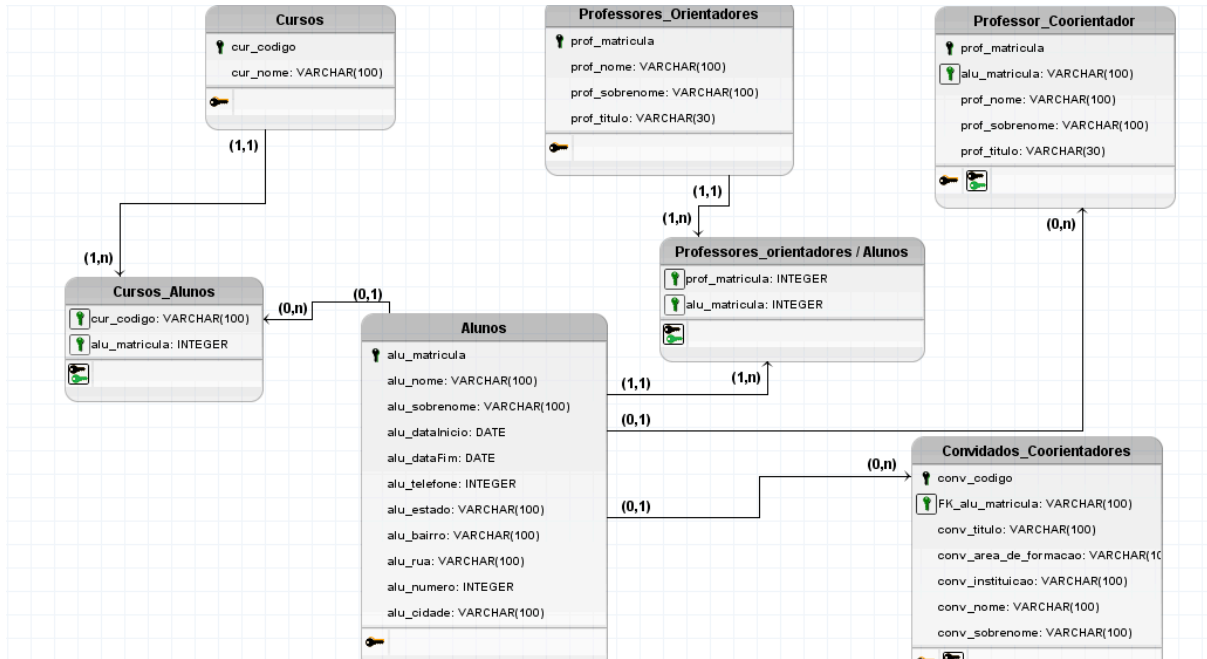 Cursos
cur_codigo
cur_nome: VARCHAR(100)
(1,1)
(1,n)
Professores_Orientadores
prof_matricula
prof_nome: VARCHAR(100)
prof_sobrenome: VARCHAR(100)
prof_titulo: VARCHAR(30)
(1,1)
(1,n)
Professor_Coorientador
prof_matricula
alu_matricula: VARCHAR(100)
prof_nome: VARCHAR(100)
prof_sobrenome: VARCHAR(100)
prof_titulo: VARCHAR(30)
(0,n)
Professores_orientadores / Alunos
prof_matricula: INTEGER
alu_matricula: INTEGER
Cursos_Alunos
cur_codigo: VARCHAR(100)
alu_matricula: INTEGER
(0,n)
(0,1)
Alunos
alu_matricula
alu_nome: VARCHAR(100)
alu_sobrenome: VARCHAR(100)
alu_dataInicio: DATE
alu_dataFim: DATE
alu_telefone: INTEGER
alu_estado: VARCHAR(100)
alu_bairro: VARCHAR(100)
alu_rua: VARCHAR(100)
alu_numero: INTEGER
alu_cidade: VARCHAR(100)
(1,1)
(1,n)
(0,1)
(0,1)
(0,n)
Convidados_Coorientadores
conv_codigo
FK_alu_matricula: VARCHAR(100)
conv_titulo: VARCHAR(100)
conv_area_de_formacao: VARCHAR(10
conv_instituicao: VARCHAR(100)
conv_nome: VARCHAR(100)
conv_sobrenome: VARCHAR(100)